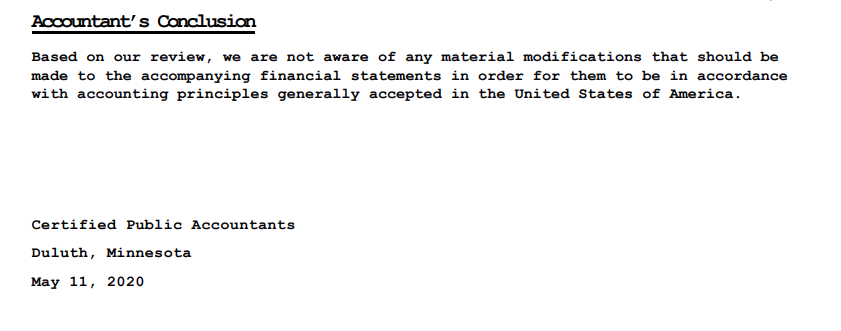 Accountant's Conclusion
Based on our review, we are not aware of any material modifications that should be
made to the accompanying financial statements in order for them to be in accordance
with accounting principles generally accepted in the United States of America.
Certified Public Accountants
Duluth, Minnesota
May 11, 2020